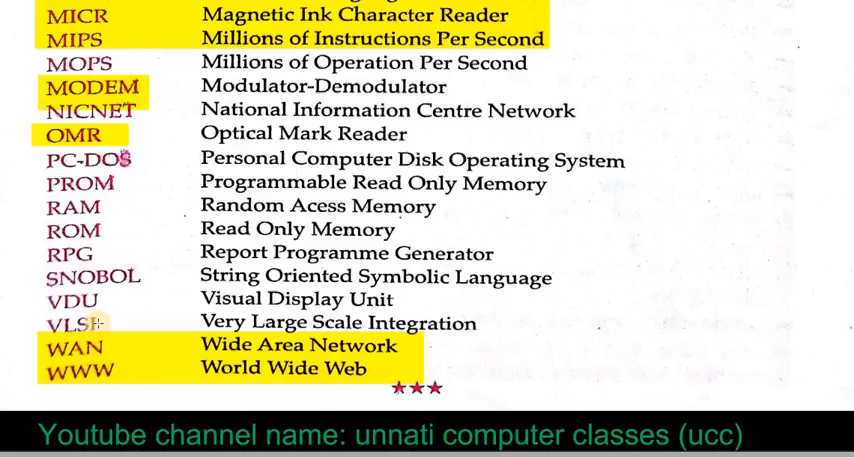 MICR Magnetic Ink Character Reader
MIPS Millions of Instructions Per Second
MOPS Millions of Operation Per Second
MODEM Modulator-Demodulator
NICNET National Information Centre Network
OMR Optical Mark Reader
PC-DOS Personal Computer Disk Operating System
PROM Programmable Read Only Memory
RAM Random Acess Memory
ROM Read Only Memory
RPG Report Programme Generator
SNOBOL String Oriented Symbolic Language
VDU Visual Display Unit
VLSI Very Large Scale Integration
WAN Wide Area Network
WWW World Wide Web
★★★
Youtube channel name: unnati computer classes (ucc)